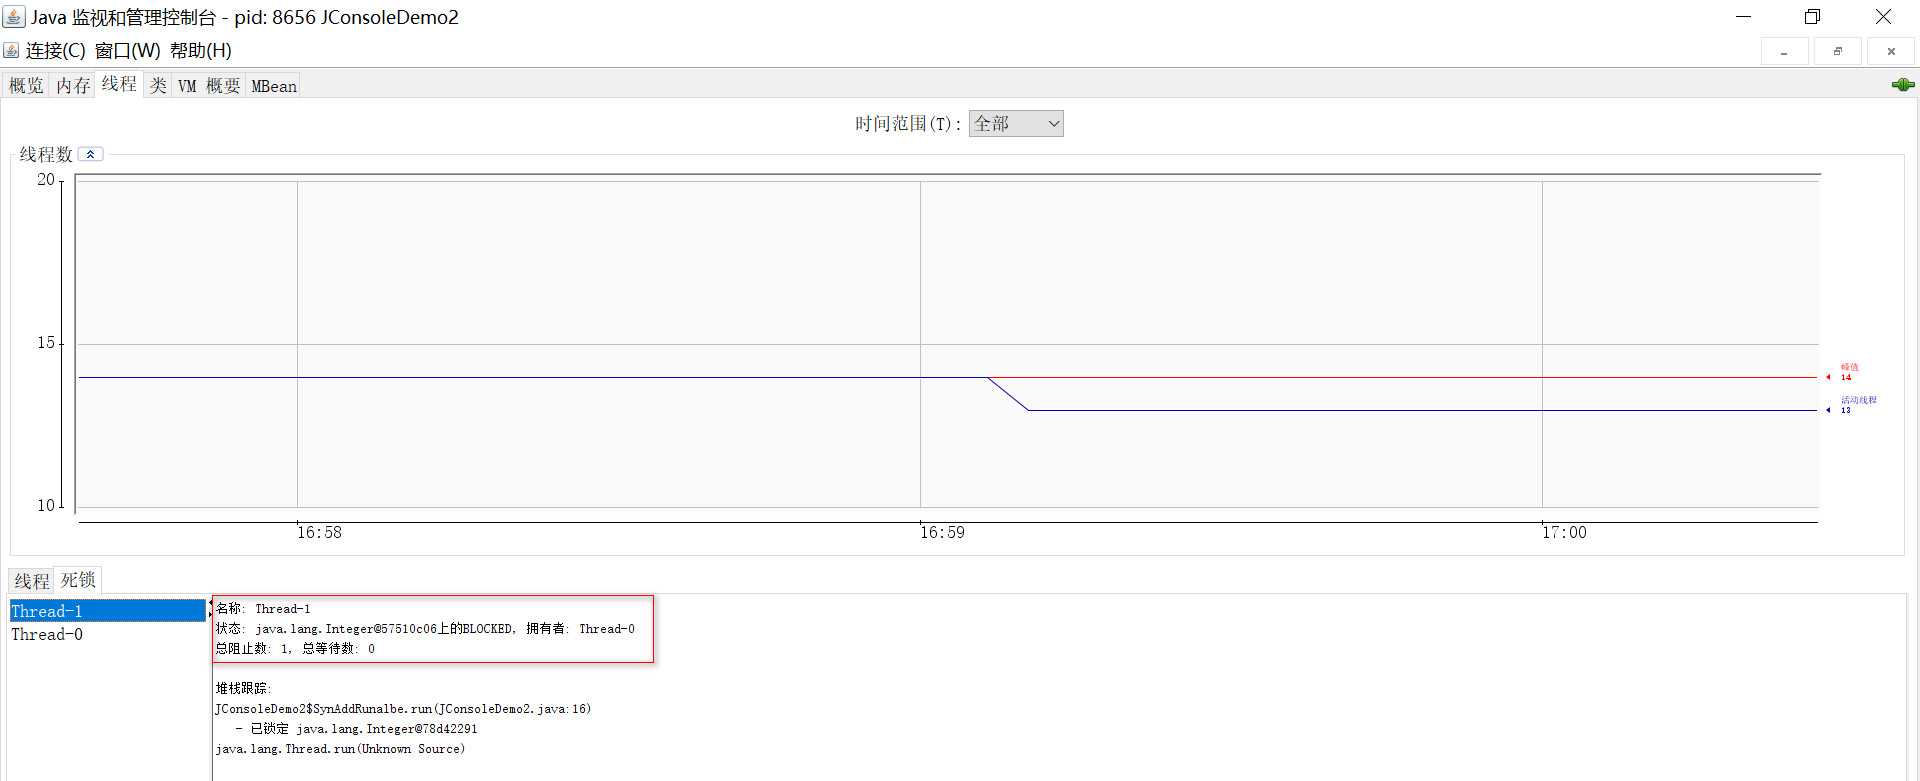 Java 监视和管理控制台 - pid: 8656 JConsoleDemo2
连接(C) 窗口(W) 帮助(H)
概览 内存 线程 类 VM 概要 MBean
时间范围(T): 全部
线程数
20
15
10
峰值
14
活动线程
13
16:58 16:59 17:00
线程 死锁
Thread-1
Thread-0
名称: Thread-1
状态: java.lang.Integer@57510c06上的BLOCKED, 拥有者: Thread-0
总阻止数: 1, 总等待数: 0
堆栈跟踪:
JConsoleDemo2$SynAddRunalbe.run(JConsoleDemo2.java:16)
- 已锁定 java.lang.Integer@78d42291
java.lang.Thread.run(Unknown Source)